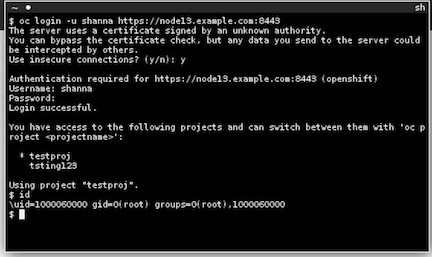 ~ •
sh
$ oc login -u shanna https://node13.example.com:8443
The server uses a certificate signed by an unknown authority.
You can bypass the certificate check, but any data you send to the server could
be intercepted by others.
Use insecure connections? (y/n): y
Authentication required for https://node13.example.com:8443 (openshift)
Username: shanna
Password:
Login successful.
You have access to the following projects and can switch between them with 'oc p
roject <projectname>':
* testproj
tsting123
Using project "testproj".
$ id
\uid=1000060000 gid=0(root) groups=0(root),1000060000
$